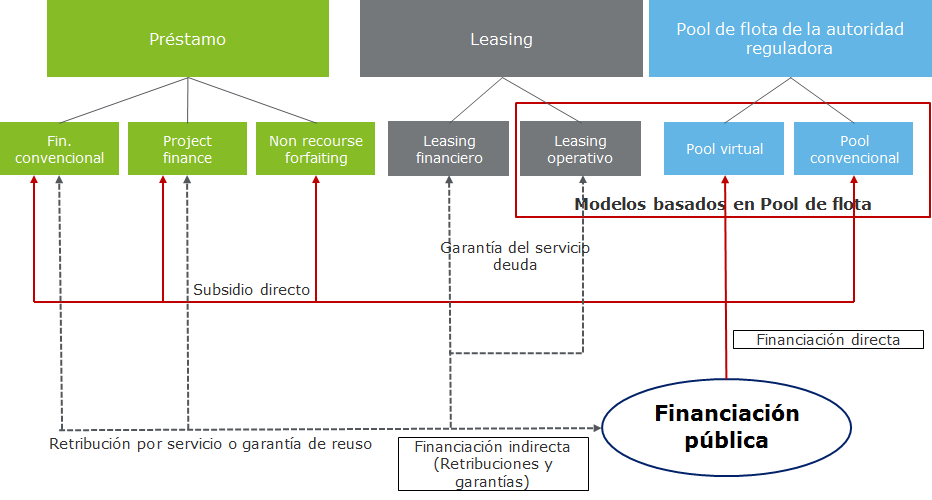 Préstamo
Leasing
Pool de flota de la autoridad
reguladora
Fin.
convencional
Project
finance
Non recourse
forfaiting
Leasing
financiero
Leasing
operativo
Pool virtual
Pool
convencional
Modelos basados en Pool de flota
Garantía del servicio
deuda
Subsidio directo
Financiación directa
Financiación
pública
Retribución por servicio o garantía de reuso
Financiación indirecta
(Retribuciones y
garantías)